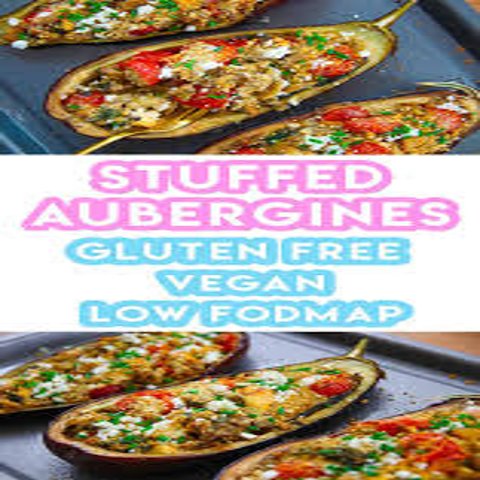 STUFFED
AUBERGINES
GLUTEN FREE
VEGAN
LOW FODMAP